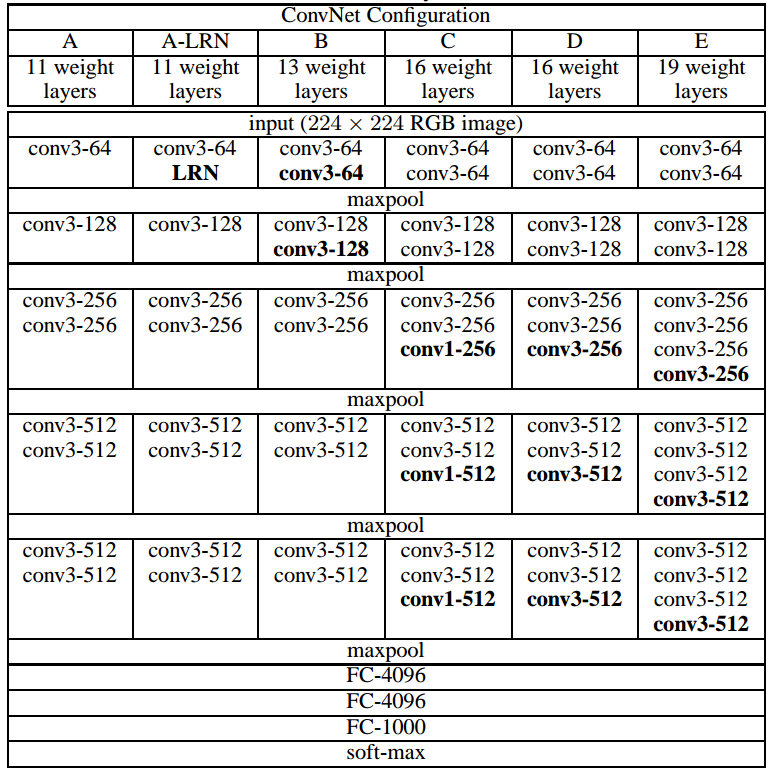 ConvNet Configuration
A A-LRN B C D E
11 weight 11 weight 13 weight 16 weight 16 weight 19 weight
layers layers layers layers layers layers
input (224 × 224 RGB image)
conv3-64 conv3-64 conv3-64 conv3-64 conv3-64 conv3-64
LRN conv3-64 conv3-64 conv3-64 conv3-64
maxpool
conv3-128 conv3-128 conv3-128 conv3-128 conv3-128 conv3-128
conv3-128 conv3-128 conv3-128 conv3-128
maxpool
conv3-256 conv3-256 conv3-256 conv3-256 conv3-256 conv3-256
conv3-256 conv3-256 conv3-256 conv3-256 conv3-256 conv3-256
conv1-256 conv3-256 conv3-256
conv3-256
maxpool
conv3-512 conv3-512 conv3-512 conv3-512 conv3-512 conv3-512
conv3-512 conv3-512 conv3-512 conv3-512 conv3-512 conv3-512
conv1-512 conv3-512 conv3-512
conv3-512
maxpool
conv3-512 conv3-512 conv3-512 conv3-512 conv3-512 conv3-512
conv3-512 conv3-512 conv3-512 conv3-512 conv3-512 conv3-512
conv1-512 conv3-512 conv3-512
conv3-512
maxpool
FC-4096
FC-4096
FC-1000
soft-max